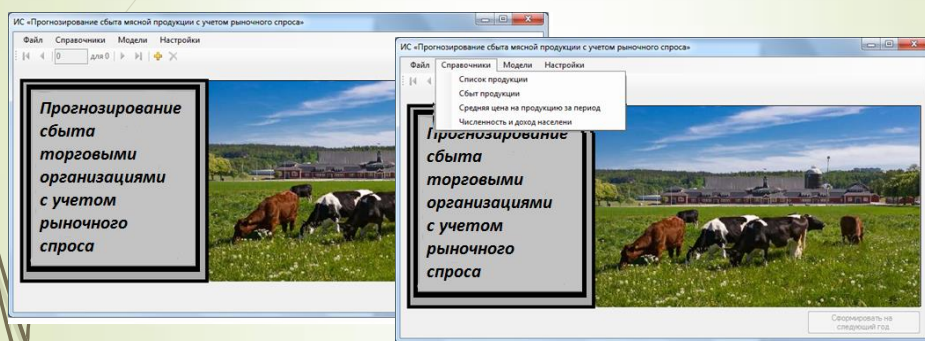 ИС «Прогнозирование сбыта мясной продукции с учетом рыночного спроса»
Файл Справочники Модели Настройки
0 для 0
Прогнозирование
сбыта
торговыми
организациями
с учетом
рыночного
спроса
ИС «Прогнозирование сбыта мясной продукции с учетом рыночного спроса»
Файл Справочники Модели Настройки
Список продукции
Сбыт продукции
Средняя цена на продукцию за период
Численность и доход населени
Прогнозирование
сбыта
торговыми
организациями
с учетом
рыночного
спроса
Сформировать на
следующий год